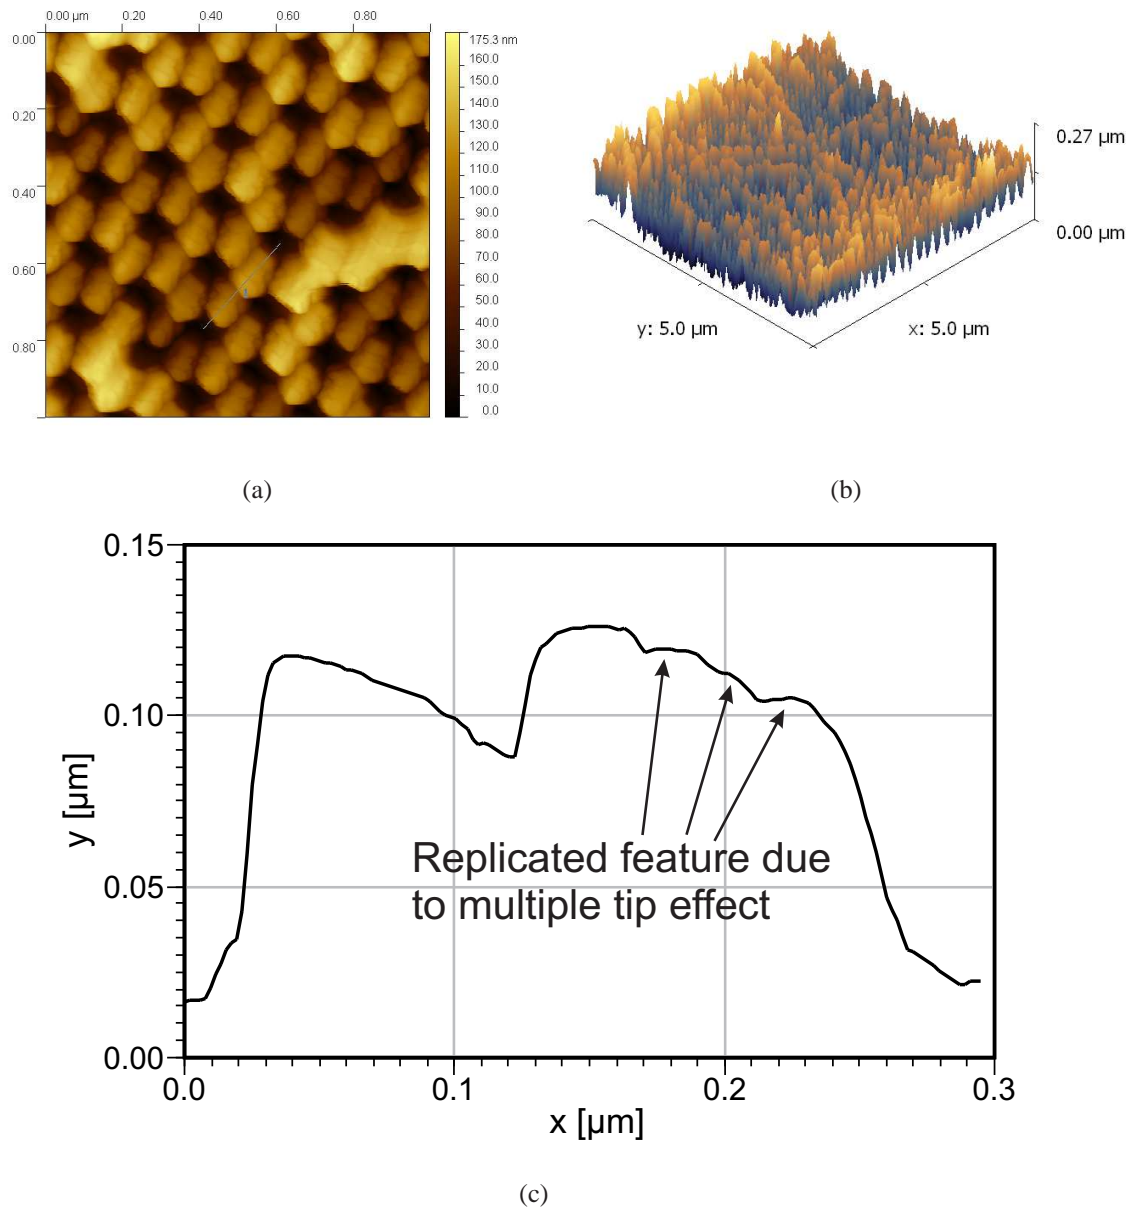 0.00 µm 0.20 0.40 0.60 0.80
0.00
0.20
0.40
0.60
0.80
1
175.3 nm
160.0
150.0
140.0
130.0
120.0
110.0
100.0
90.0
80.0
70.0
60.0
50.0
40.0
30.0
20.0
10.0
0.0
0.27 µm
0.00 µm
y: 5.0 µm
x: 5.0 µm
(a)
(b)
0.15
0.10
0.05
0.00
y [µm]
Replicated feature due
to multiple tip effect
0.0 0.1 0.2 0.3
x [µm]
(c)